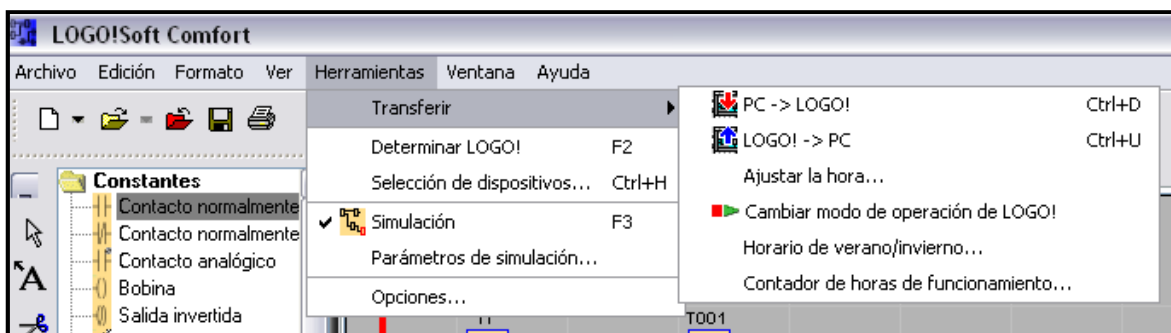 LOGO!Soft Comfort
Archivo Edición Formato Ver Herramientas Ventana Ayuda
Transferir
Determinar LOGO! F2
Selección de dispositivos... Ctrl+H
Simulación F3
Parámetros de simulación...
Opciones...
PC -> LOGO! Ctrl+D
LOGO! -> PC Ctrl+U
Ajustar la hora...
Cambiar modo de operación de LOGO!
Horario de verano/invierno...
Contador de horas de funcionamiento...
Constantes
Contacto normalmente
Contacto normalmente
Contacto analógico
Bobina
Salida invertida
A
T001